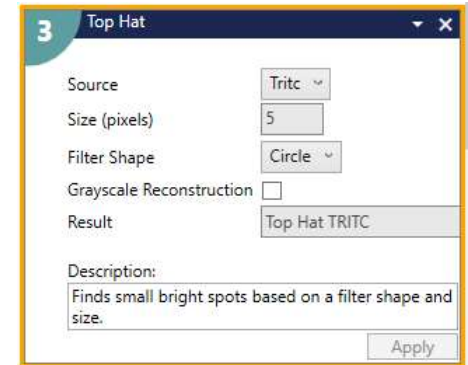 3
Top Hat
Source Tritc
Size (pixels) 5
Filter Shape Circle
Grayscale Reconstruction
Result Top Hat TRITC
Description:
Finds small bright spots based on a filter shape and
size.
Apply